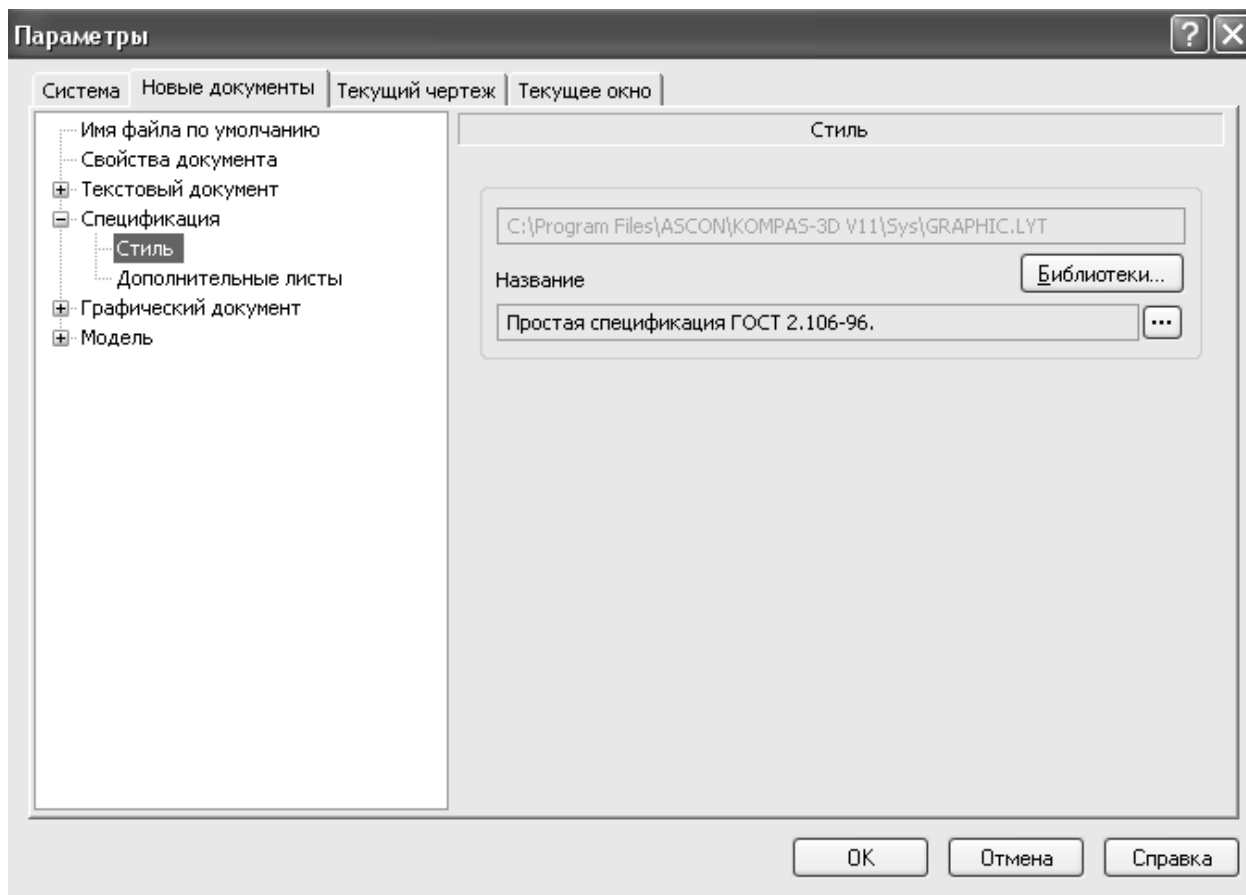 Параметры
Система Новые документы Текущий чертеж Текущее окно
Имя файла по умолчанию
Свойства документа
Текстовый документ
Спецификация
Стиль
Дополнительные листы
Графический документ
Модель
Стиль
C:\Program Files\ASCON\KOMPAS-3D V11\Sys\GRAPHIC.LYT
Название
Библиотеки...
Простая спецификация ГОСТ 2.106-96.
...
OK Отмена Справка